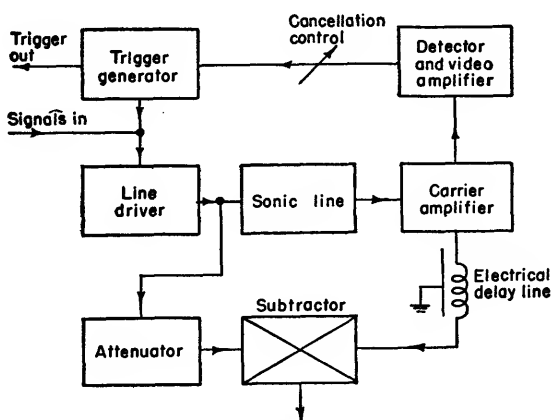 Trigger
out
Trigger
generator
Cancellation
control
Detector
and video
amplifier
Signals in
Line
driver
Sonic line
Carrier
amplifier
Electrical
delay line
Subtractor
Attenuator